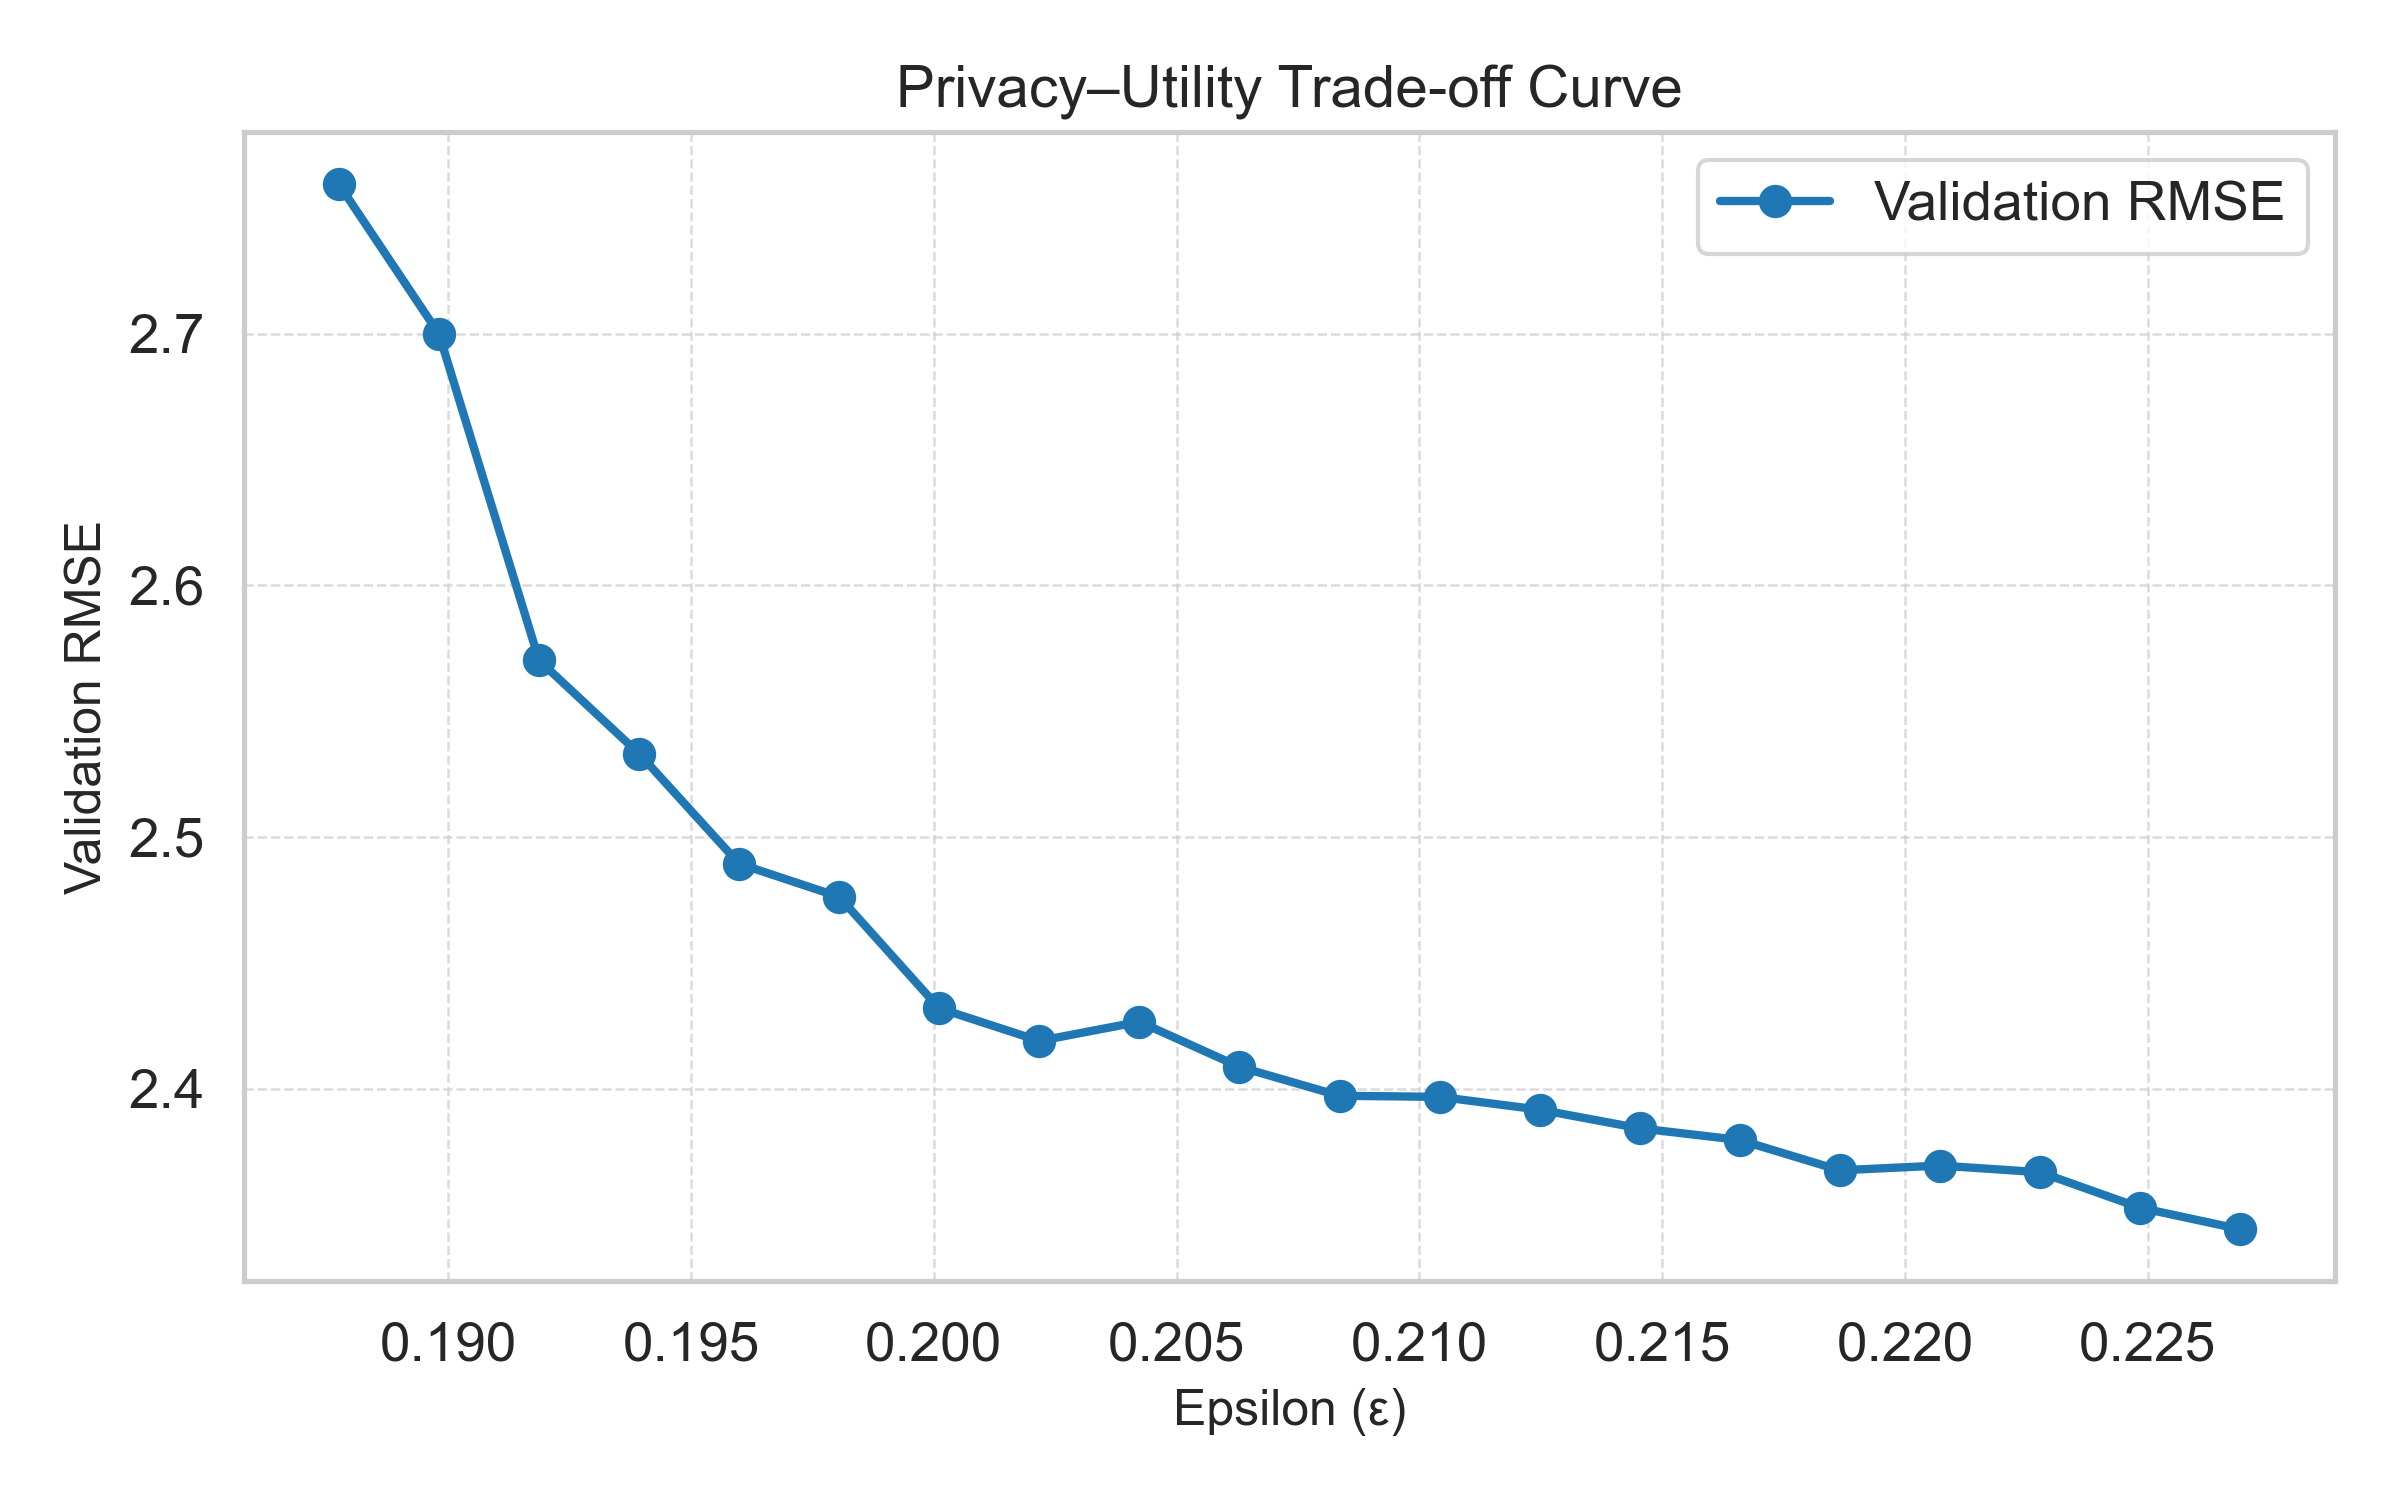 Privacy–Utility Trade-off Curve
Validation RMSE
Validation RMSE
2.7
2.6
2.5
2.4
0.190 0.195 0.200 0.205 0.210 0.215 0.220 0.225
Epsilon (ε)